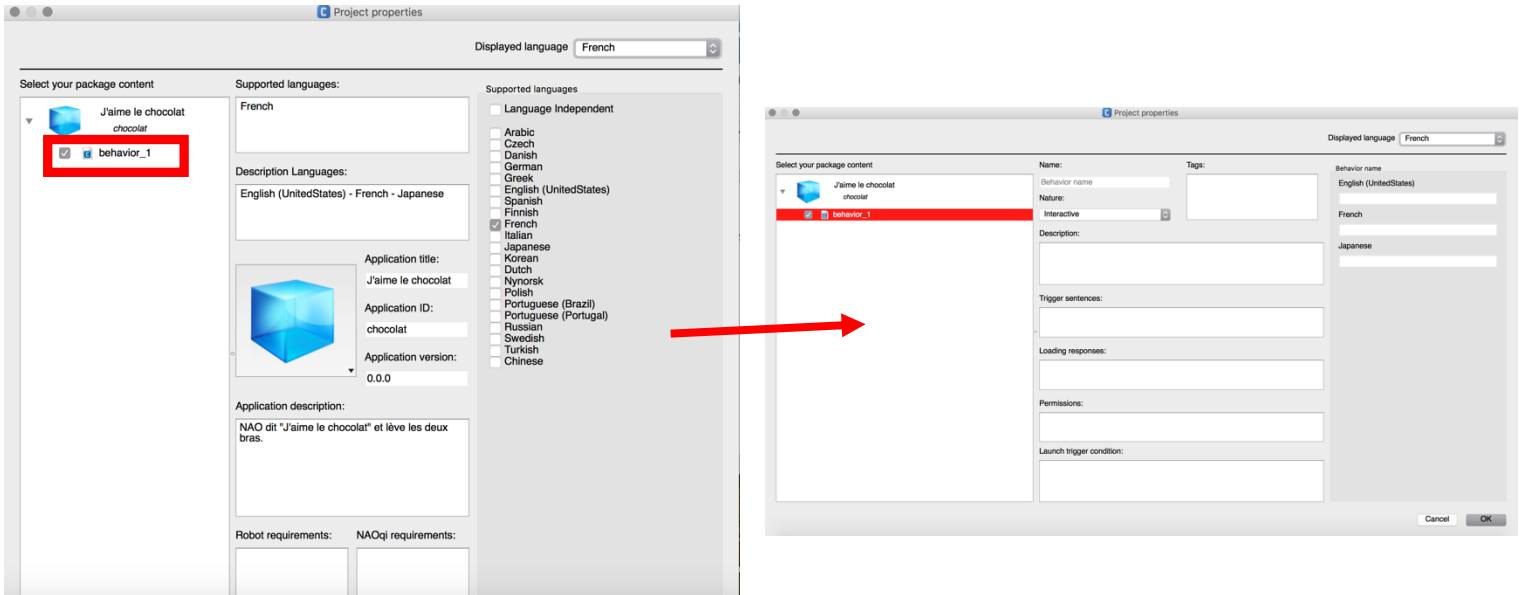 Project properties
Displayed language French
Select your package content
J'aime le chocolat
chocolat
behavior_1
Supported languages:
French
Description Languages:
English (UnitedStates) - French - Japanese
Application title:
J'aime le chocolat
Application ID:
chocolat
Application version:
0.0.0
Application description:
NAO dit "J'aime le chocolat" et lève les deux
bras.
Robot requirements:
NAOqi requirements:
Supported languages
Language Independent
Arabic
Czech
Danish
German
Greek
English (UnitedStates)
Spanish
Finnish
French
Italian
Japanese
Korean
Dutch
Nynorsk
Polish
Portuguese (Brazil)
Portuguese (Portugal)
Russian
Swedish
Turkish
Chinese
Project properties
Displayed language French
Select your package content
J'aime le chocolat
chocolat
behavior_1
Name:
Behavior name
Nature:
Interactive
Tags:
Description:
Trigger sentences:
Loading responses:
Permissions:
Launch trigger condition:
Behavior name
English (UnitedStates)
French
Japanese
Cancel
OK